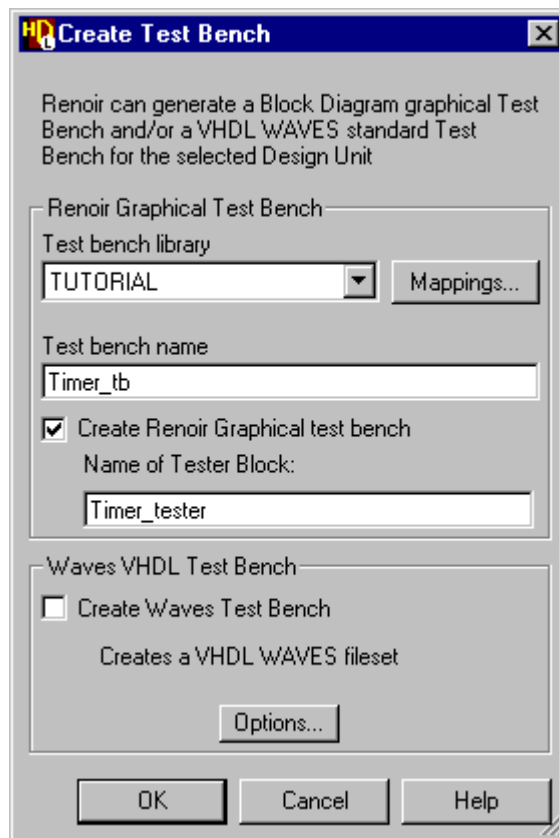 HD
L
Create Test Bench
Renoir can generate a Block Diagram graphical Test
Bench and/or a VHDL WAVES standard Test
Bench for the selected Design Unit
Renoir Graphical Test Bench
Test bench library
TUTORIAL
Mappings...
Test bench name
Timer_tb
Create Renoir Graphical test bench
Name of Tester Block:
Timer_tester
Waves VHDL Test Bench
Create Waves Test Bench
Creates a VHDL WAVES fileset
Options...
OK Cancel Help